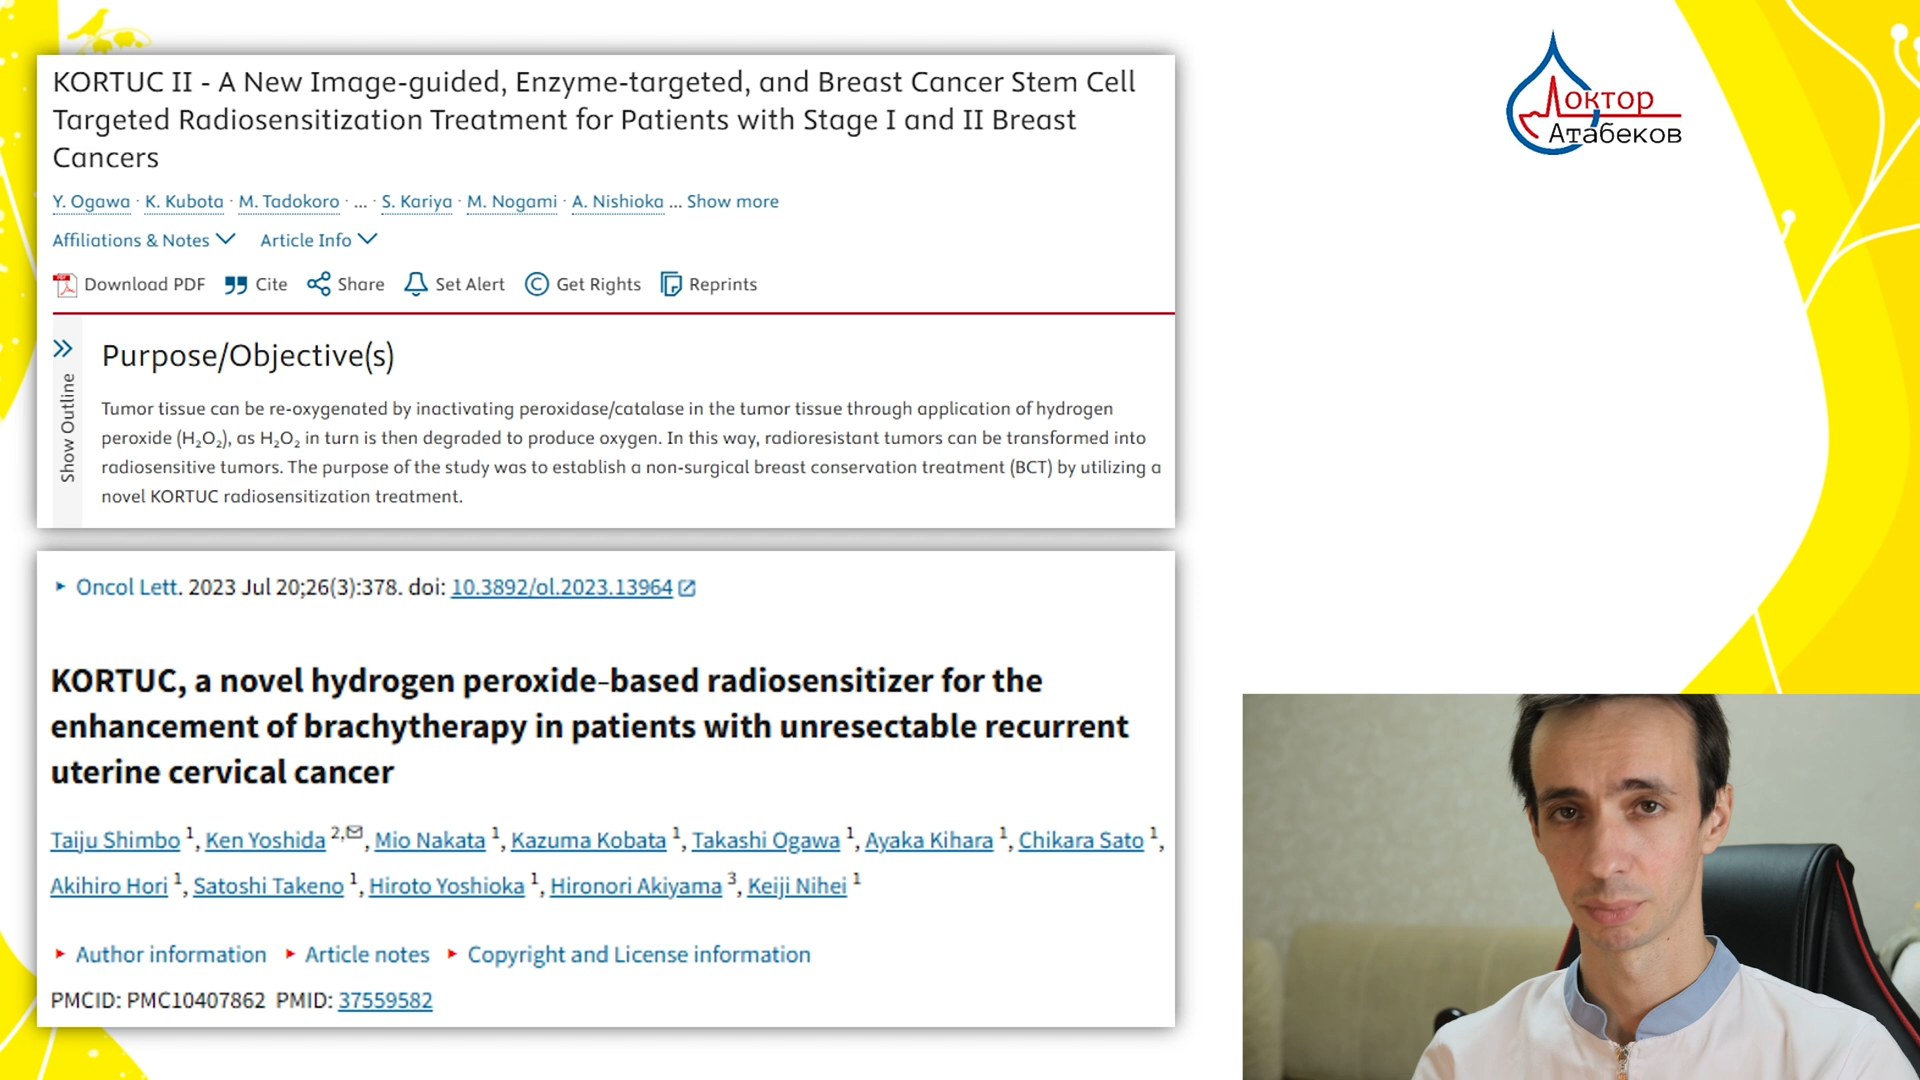 KORTUC II - A New Image-guided, Enzyme-targeted, and Breast Cancer Stem Cell
Targeted Radiosensitization Treatment for Patients with Stage I and II Breast
Cancers
Y. Ogawa · K. Kubota · M. Tadokoro · ... · S. Kariya · M. Nogami · A. Nishioka ... Show more
Affiliations & Notes Article Info
Download PDF Cite Share Set Alert Get Rights Reprints
Show Outline
Purpose/Objective(s)
Tumor tissue can be re-oxygenated by inactivating peroxidase/catalase in the tumor tissue through application of hydrogen
peroxide (H₂O₂), as H₂O₂ in turn is then degraded to produce oxygen. In this way, radioresistant tumors can be transformed into
radiosensitive tumors. The purpose of the study was to establish a non-surgical breast conservation treatment (BCT) by utilizing a
novel KORTUC radiosensitization treatment.
Oncol Lett. 2023 Jul 20;26(3):378. doi: 10.3892/ol.2023.13964
KORTUC, a novel hydrogen peroxide‑based radiosensitizer for the
enhancement of brachytherapy in patients with unresectable recurrent
uterine cervical cancer
Taiju Shimbo ¹, Ken Yoshida ²,, Mio Nakata ¹, Kazuma Kobata ¹, Takashi Ogawa ¹, Ayaka Kihara ¹, Chikara Sato ¹,
Akihiro Hori ¹, Satoshi Takeno ¹, Hiroto Yoshioka ¹, Hironori Akiyama ³, Keiji Nihei ¹
Author information Article notes Copyright and License information
PMCID: PMC10407862 PMID: 37559582
Доктор
Атабеков